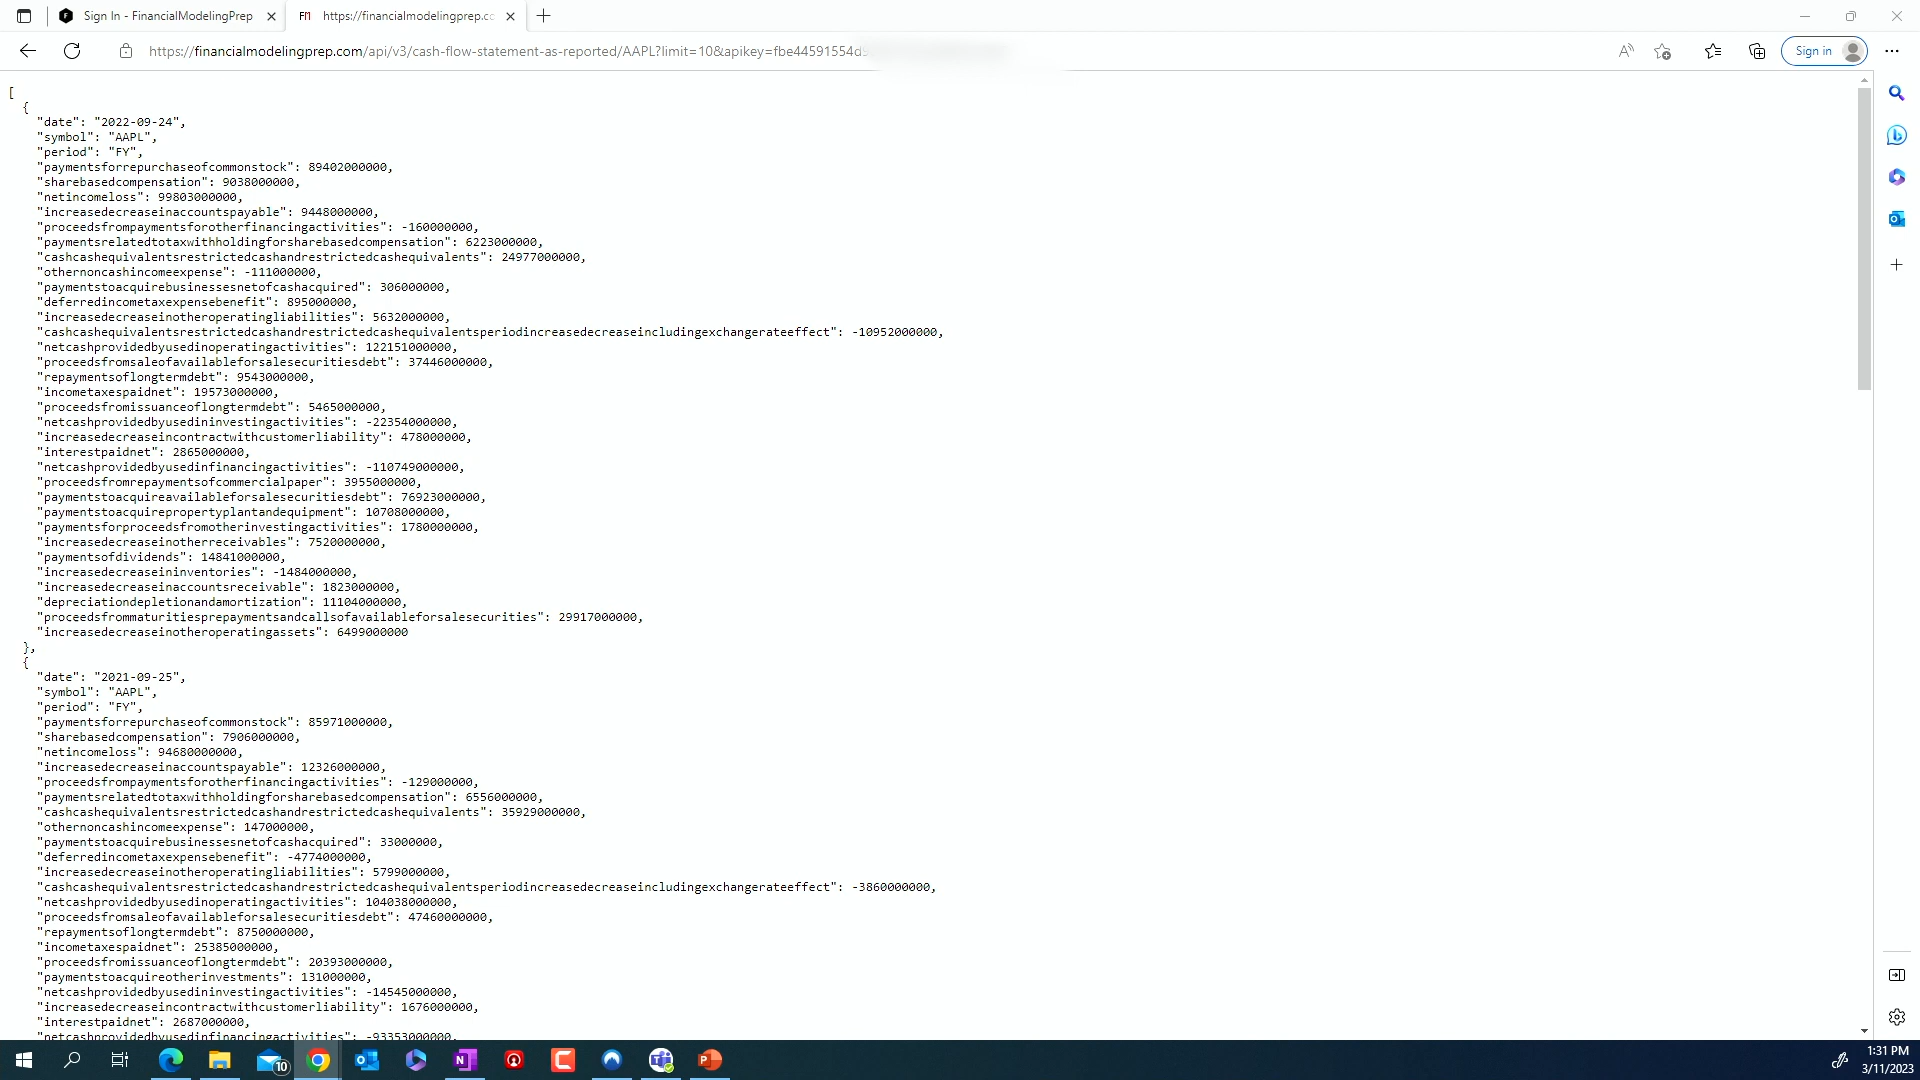 Sign In - FinancialModelingPrep
FM https://financialmodelingprep.cc
https://financialmodelingprep.com/api/v3/cash-flow-statement-as-reported/AAPL?limit=10&apikey=
Sign in
[
{
"date": "2022-09-24",
"symbol": "AAPL",
"period": "FY",
"paymentsforrepurchaseofcommonstock": 89402000000,
"sharebasedcompensation": 9038000000,
"netincomeloss": 99803000000,
"increasedecreaseinaccountspayable": 9448000000,
"proceedsfrompaymentsforotherfinancingactivities": -160000000,
"paymentsrelatedtotaxwithholdingforsharebasedcompensation": 6223000000,
"cashcashequivalentsrestrictedcashandrestrictedcashequivalents": 24977000000,
"othernoncashincomeexpense": -111000000,
"paymentstoacquirebusinessesnetofcashacquired": 306000000,
"deferredincometaxexpensebenefit": 895000000,
"increasedecreaseinotheroperatingliabilities": 5632000000,
"cashcashequivalentsrestrictedcashandrestrictedcashequivalentsperiodincreasedecreaseincludingexchangerateeffect": -10952000000,
"netcashprovidedbyusedinoperatingactivities": 122151000000,
"proceedsfromsaleofavailableforsalesecuritiesdebt": 37446000000,
"repaymentsoflongtermdebt": 9543000000,
"incometaxespaidnet": 19573000000,
"proceedsfromissuanceoflongtermdebt": 5465000000,
"netcashprovidedbyusedininvestingactivities": -22354000000,
"increasedecreaseincontractwithcustomerliability": 478000000,
"interestpaidnet": 2865000000,
"netcashprovidedbyusedinfinancingactivities": -110749000000,
"proceedsfromrepaymentsofcommercialpaper": 3955000000,
"paymentstoacquireavailableforsalesecuritiesdebt": 76923000000,
"paymentstoacquirepropertyplantandequipment": 10708000000,
"paymentsforproceedsfromotherinvestingactivities": 1780000000,
"increasedecreaseinotherreceivables": 7520000000,
"paymentsofdividends": 14841000000,
"increasedecreaseininventories": -1484000000,
"increasedecreaseinaccountsreceivable": 1823000000,
"depreciationdepletionandamortization": 11104000000,
"proceedsfrommaturitiesprepaymentsandcallsofavailableforsalesecurities": 29917000000,
"increasedecreaseinotheroperatingassets": 6499000000
},
{
"date": "2021-09-25",
"symbol": "AAPL",
"period": "FY",
"paymentsforrepurchaseofcommonstock": 85971000000,
"sharebasedcompensation": 7906000000,
"netincomeloss": 94680000000,
"increasedecreaseinaccountspayable": 12326000000,
"proceedsfrompaymentsforotherfinancingactivities": -129000000,
"paymentsrelatedtotaxwithholdingforsharebasedcompensation": 6556000000,
"cashcashequivalentsrestrictedcashandrestrictedcashequivalents": 35929000000,
"othernoncashincomeexpense": 147000000,
"paymentstoacquirebusinessesnetofcashacquired": 33000000,
"deferredincometaxexpensebenefit": -4774000000,
"increasedecreaseinotheroperatingliabilities": 5799000000,
"cashcashequivalentsrestrictedcashandrestrictedcashequivalentsperiodincreasedecreaseincludingexchangerateeffect": -3860000000,
"netcashprovidedbyusedinoperatingactivities": 104038000000,
"proceedsfromsaleofavailableforsalesecuritiesdebt": 47460000000,
"repaymentsoflongtermdebt": 8750000000,
"incometaxespaidnet": 25385000000,
"proceedsfromissuanceoflongtermdebt": 20393000000,
"paymentstoacquireotherinvestments": 131000000,
"netcashprovidedbyusedininvestingactivities": -14545000000,
"increasedecreaseincontractwithcustomerliability": 1676000000,
"interestpaidnet": 2687000000,
"netcashprovidedbyusedinfinancingactivities": -93353000000,
10
1:31 PM
3/11/2023